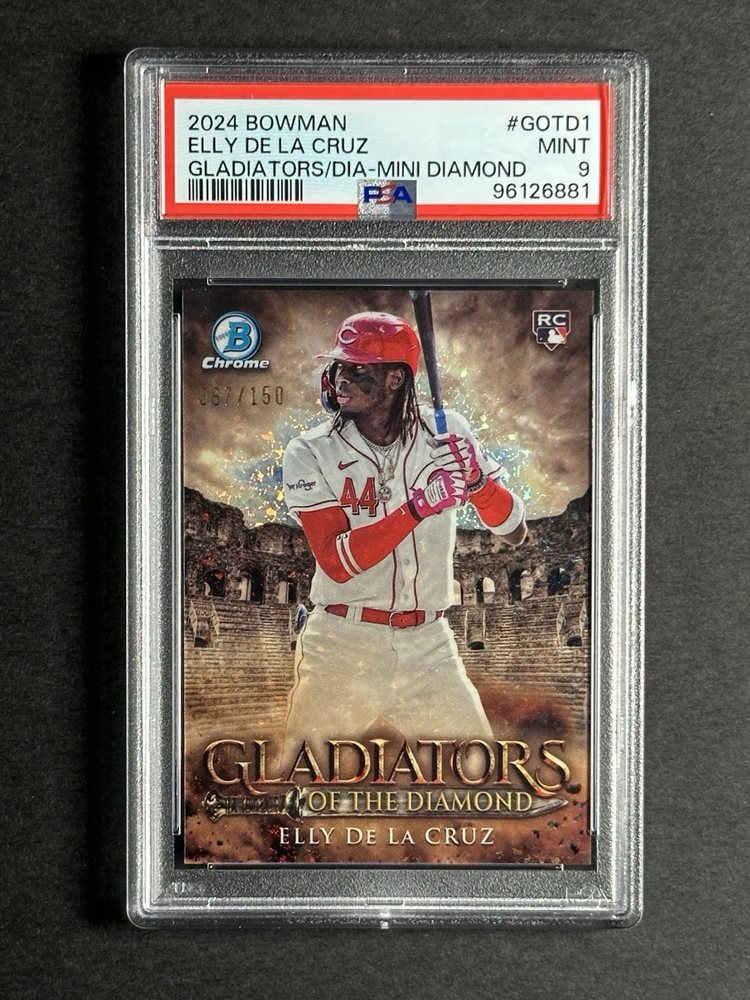 2024 BOWMAN #GOTD1
ELLY DE LA CRUZ MINT
GLADIATORS/DIA-MINI DIAMOND 9
PSA 96126881
B
Chrome
RC
067/150
C
44
GLADIATORS
OF THE DIAMOND
ELLY DE LA CRUZ